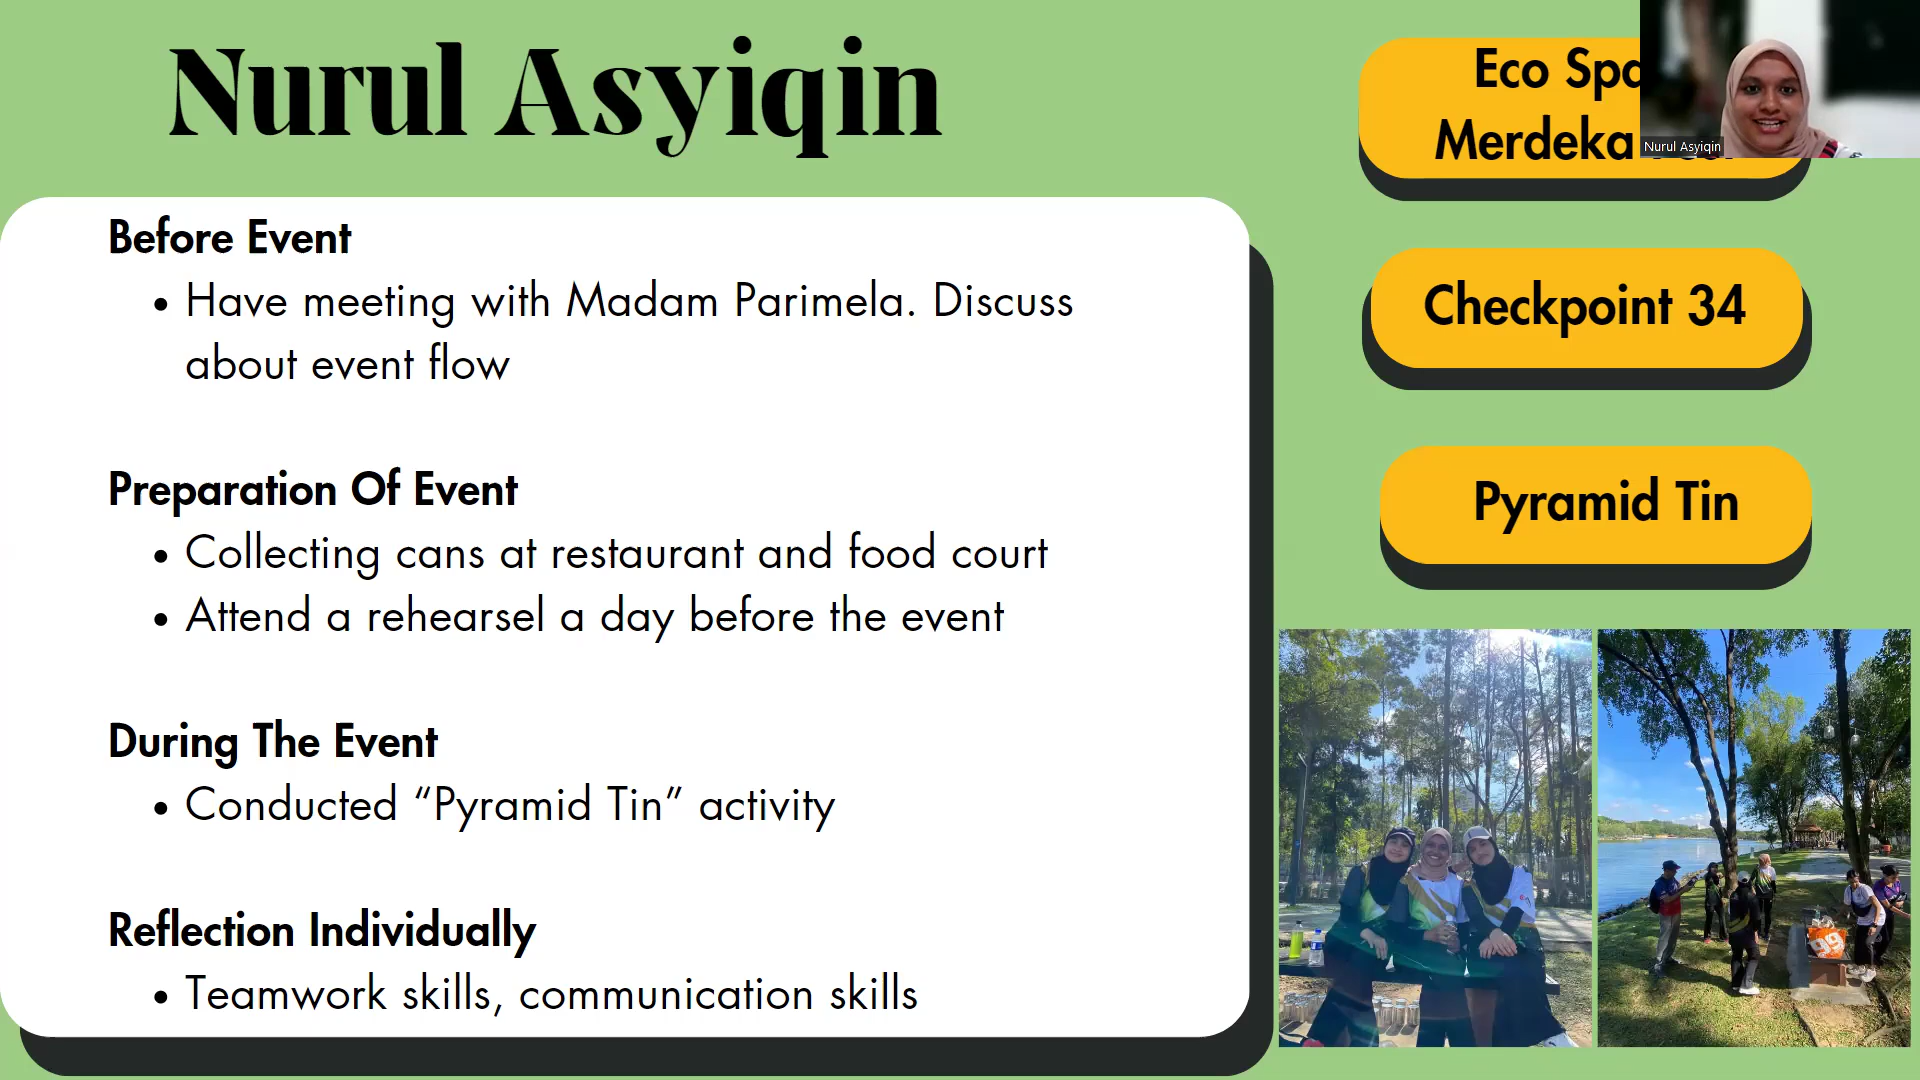 Nurul Asyiqin
Before Event
• Have meeting with Madam Parimela. Discuss
about event flow
Preparation Of Event
• Collecting cans at restaurant and food court
• Attend a rehearsel a day before the event
During The Event
• Conducted “Pyramid Tin” activity
Reflection Individually
• Teamwork skills, communication skills
Eco
Merdeka
Nurul Asyiqin
Checkpoint 34
Pyramid Tin
99